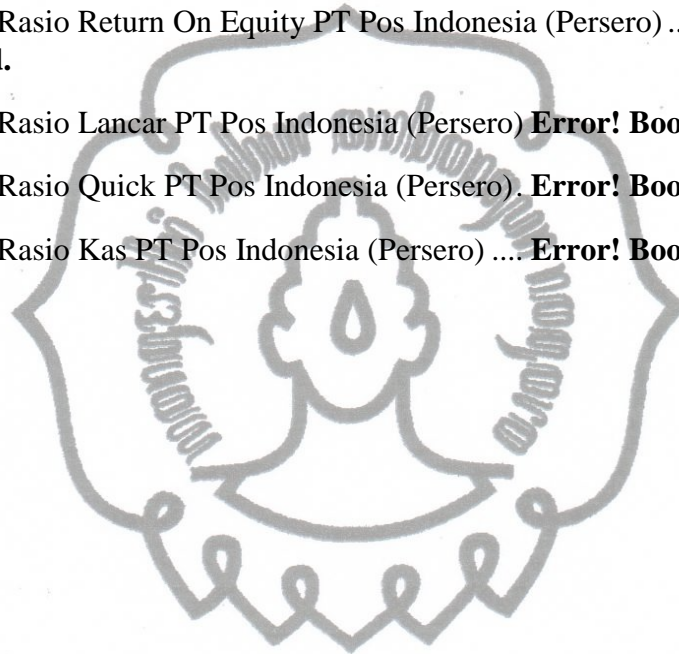 Rasio Return On Equity PT Pos Indonesia (Persero) ..
d.
Rasio Lancar PT Pos Indonesia (Persero) Error! Boo
Rasio Quick PT Pos Indonesia (Persero). Error! Boo
Rasio Kas PT Pos Indonesia (Persero) .... Error! Boo